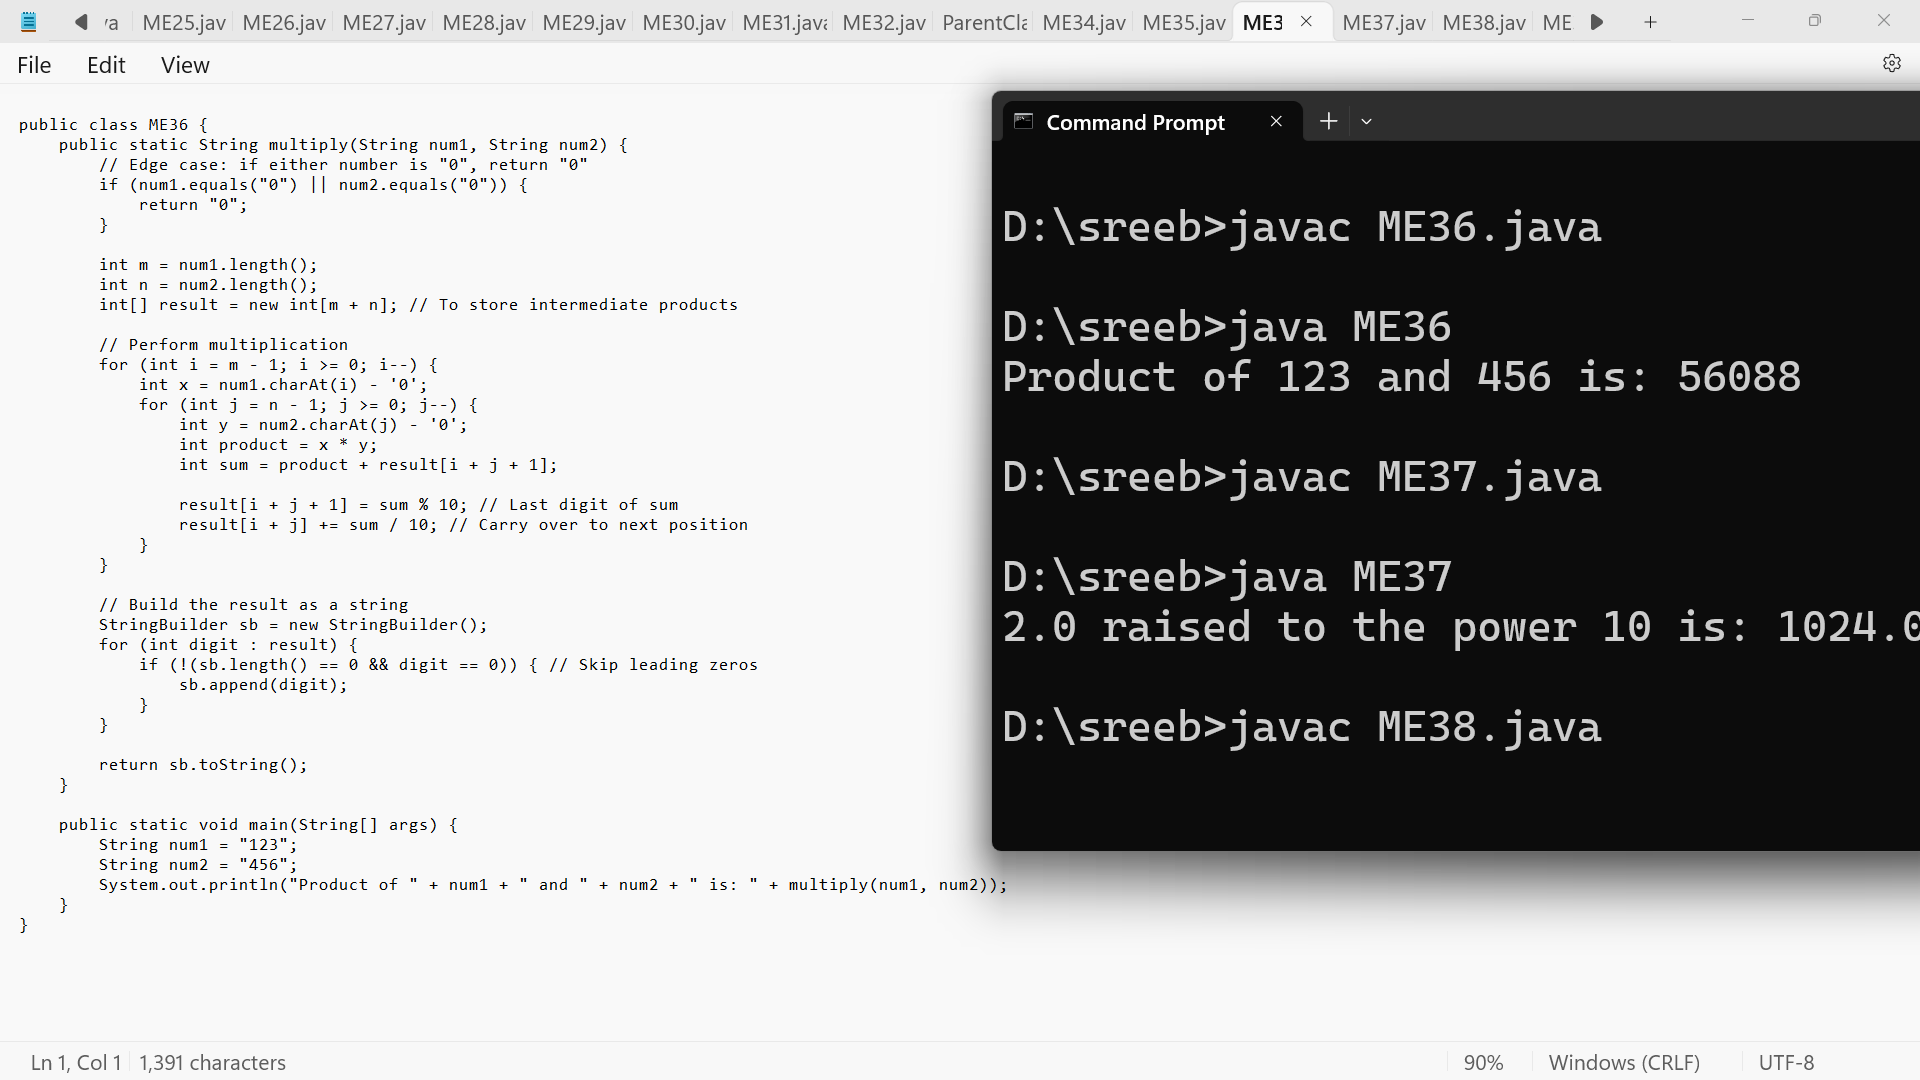 va ME25.jav ME26.jav ME27.jav ME28.jav ME29.jav ME30.jav ME31.java ME32.jav ParentCla ME34.jav ME35.jav ME3 ME37.jav ME38.jav ME
File Edit View
public class ME36 {
    public static String multiply(String num1, String num2) {
        // Edge case: if either number is "0", return "0"
        if (num1.equals("0") || num2.equals("0")) {
            return "0";
        }
        int m = num1.length();
        int n = num2.length();
        int[] result = new int[m + n]; // To store intermediate products
        // Perform multiplication
        for (int i = m - 1; i >= 0; i--) {
            int x = num1.charAt(i) - '0';
            for (int j = n - 1; j >= 0; j--) {
                int y = num2.charAt(j) - '0';
                int product = x * y;
                int sum = product + result[i + j + 1];
                result[i + j + 1] = sum % 10; // Last digit of sum
                result[i + j] += sum / 10; // Carry over to next position
            }
        }
        // Build the result as a string
        StringBuilder sb = new StringBuilder();
        for (int digit : result) {
            if (!(sb.length() == 0 && digit == 0)) { // Skip leading zeros
                sb.append(digit);
            }
        }
        return sb.toString();
    }
    public static void main(String[] args) {
        String num1 = "123";
        String num2 = "456";
        System.out.println("Product of " + num1 + " and " + num2 + " is: " + multiply(num1, num2));
    }
}
Command Prompt
D:\sreeb>javac ME36.java
D:\sreeb>java ME36
Product of 123 and 456 is: 56088
D:\sreeb>javac ME37.java
D:\sreeb>java ME37
2.0 raised to the power 10 is: 1024.0
D:\sreeb>javac ME38.java
Ln 1, Col 1 1,391 characters 90% Windows (CRLF) UTF-8